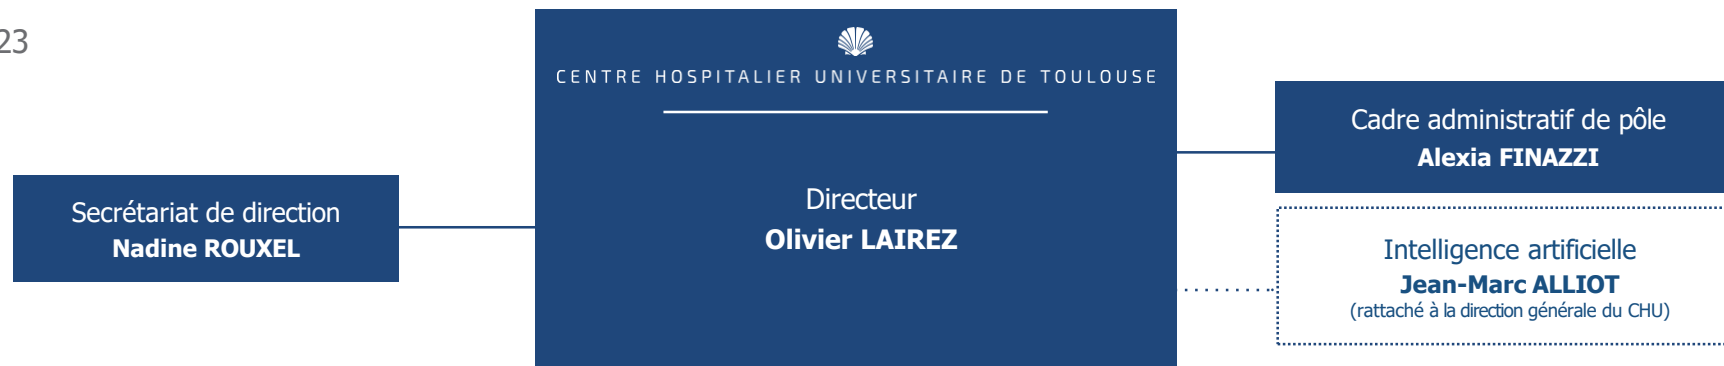 23
CENTRE HOSPITALIER UNIVERSITAIRE DE TOULOUSE
Directeur
Olivier LAIREZ
Secrétariat de direction
Nadine ROUXEL
Cadre administratif de pôle
Alexia FINAZZI
Intelligence artificielle
Jean-Marc ALLIOT
(rattaché à la direction générale du CHU)